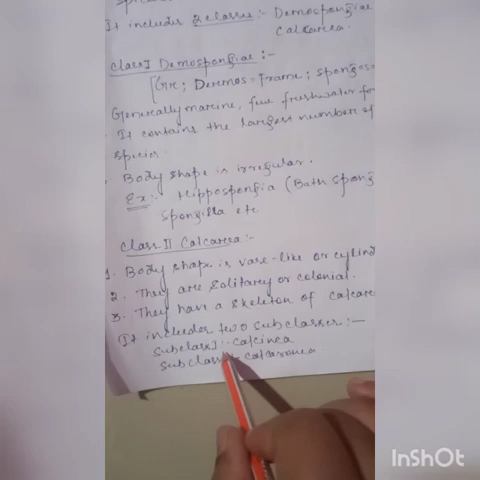 It includes 2 classes :- Demospongiae
Calcarea.
Class I Demospongiae :-
[Gr; Deremos = Frame; spongos =
Generically marine, few freshwater for
It contains the largest number of
species.
Body shape is irregular.
Ex :- Hippospongia (Bath spong
Spongilla etc
Class II Calcarea :-
1. Body shape is vase-like or cylind
2. They are solitary or colonial.
3. They have a skeleton of calcare
It includes two subclasses :-
Subclass I :- Calcinea
Subclass :- Calcaronea
InShOt